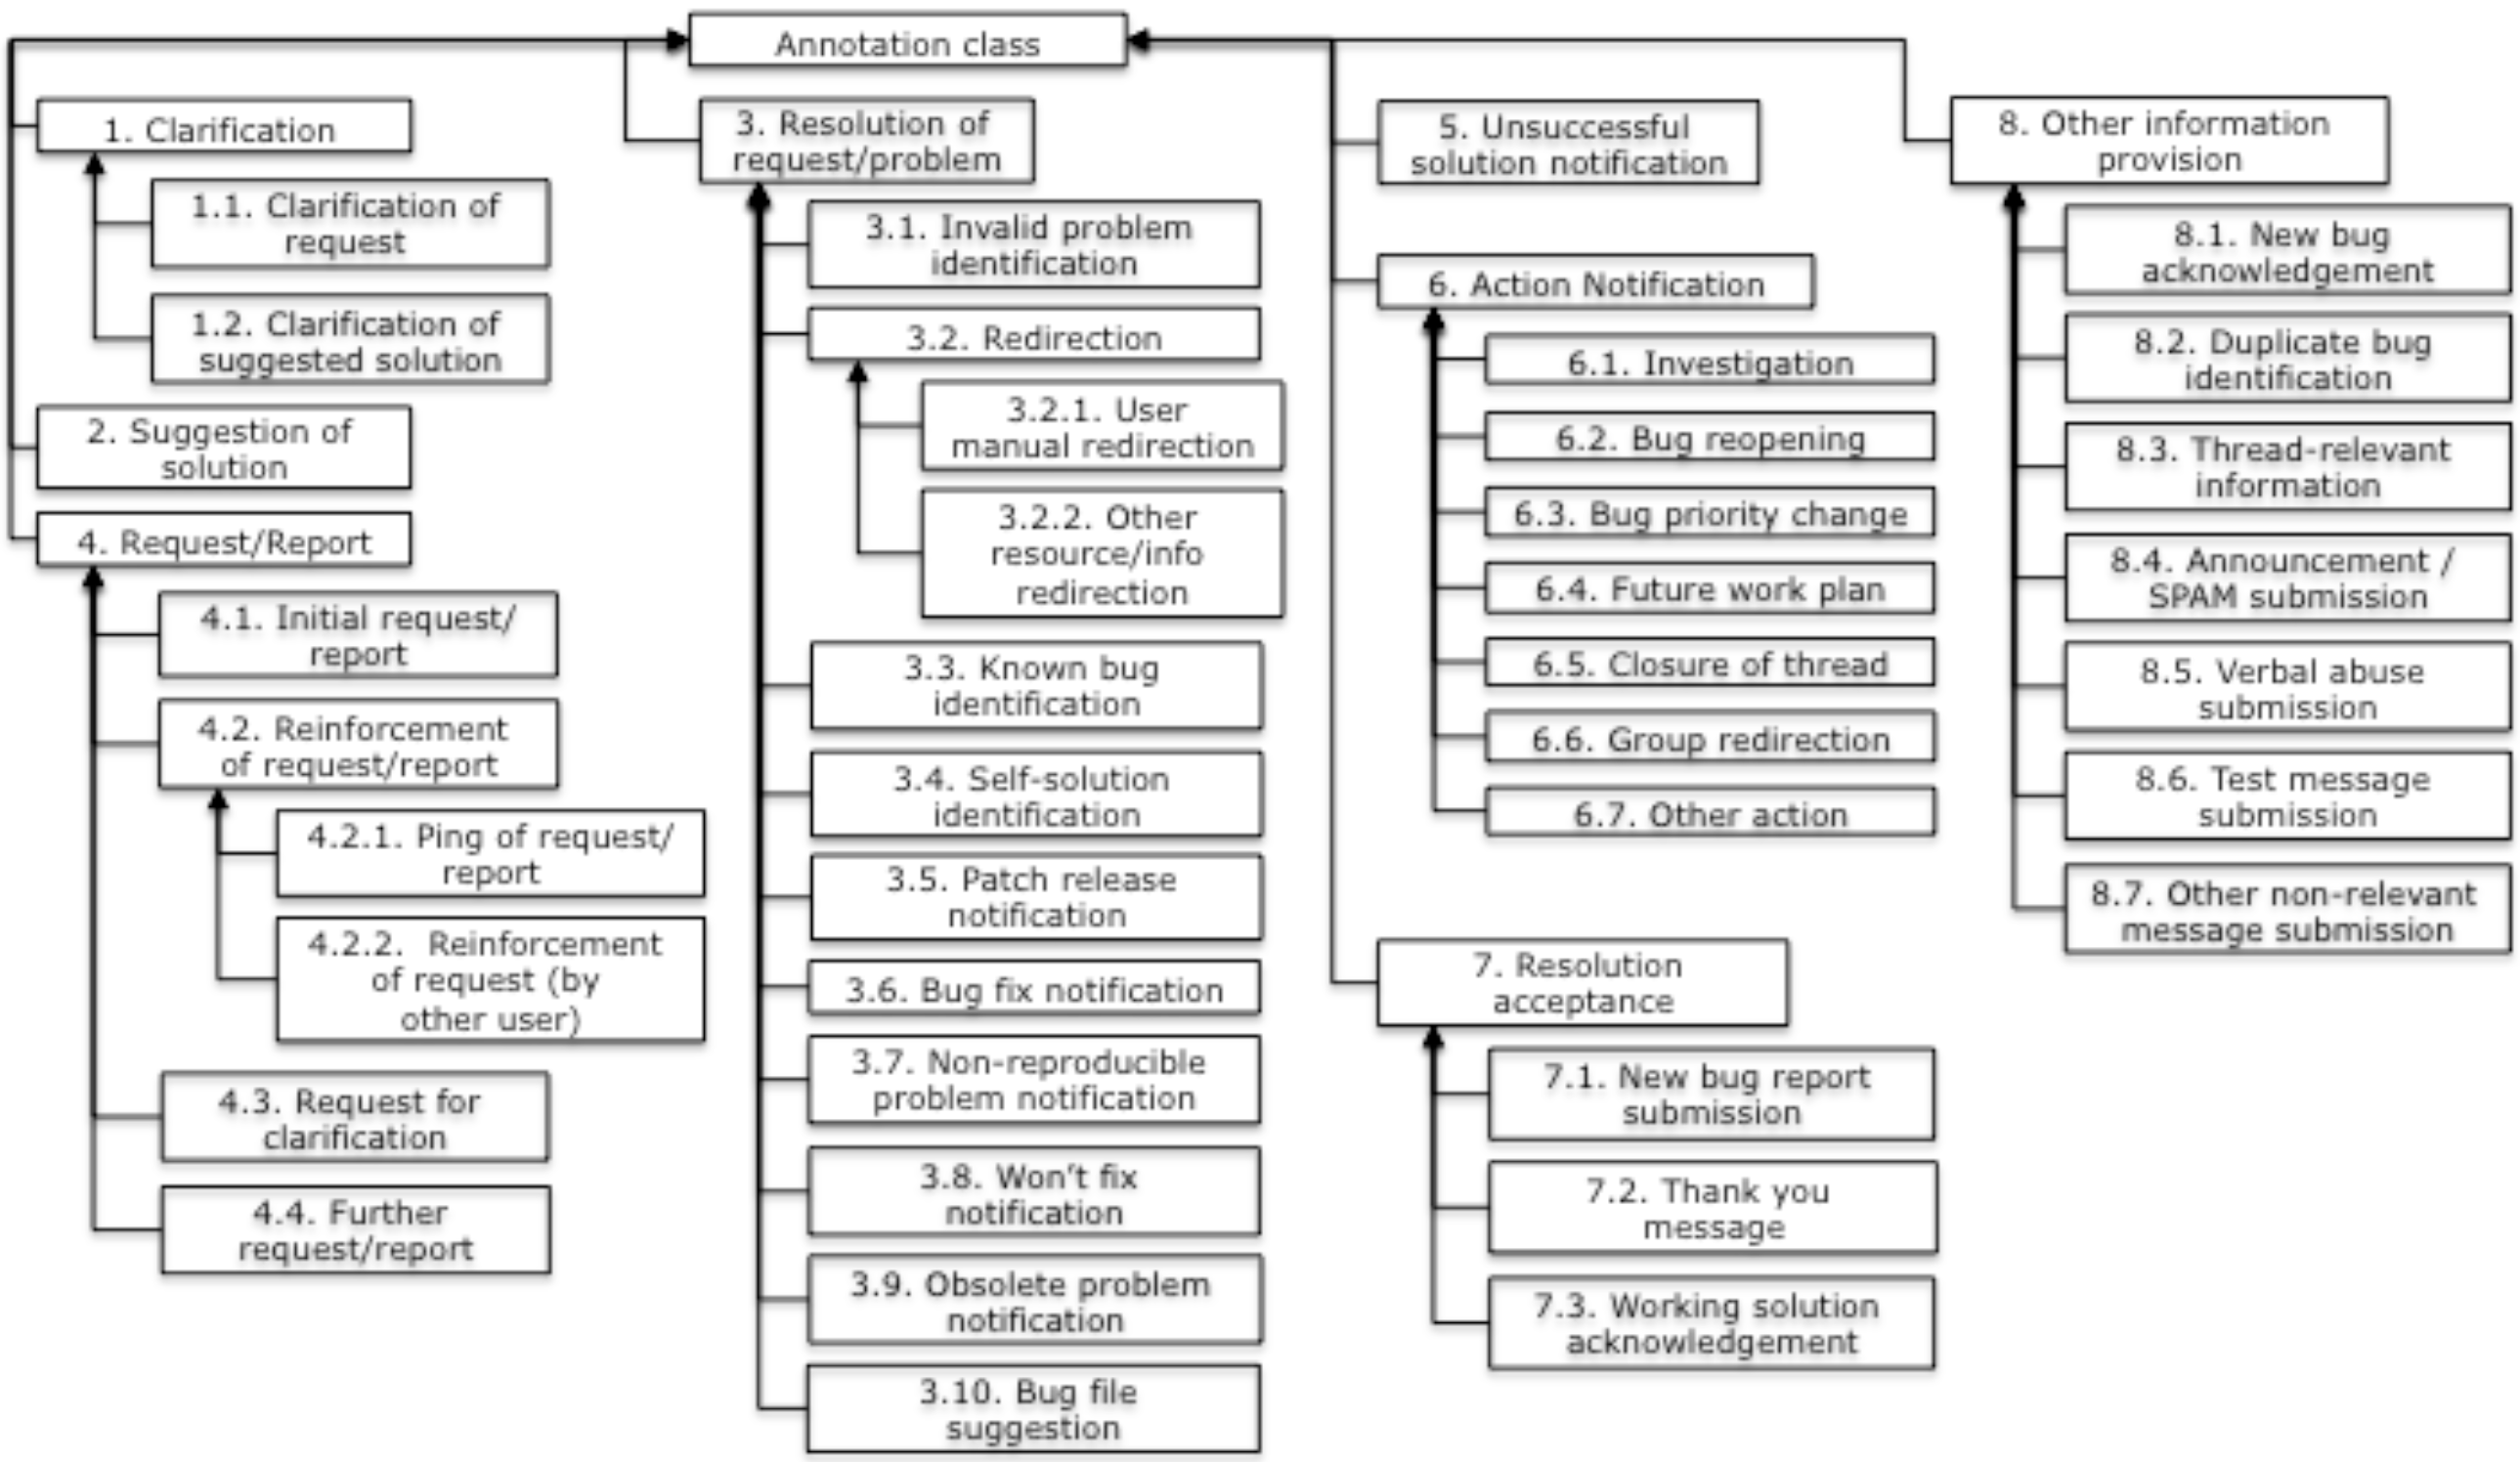 Annotation class
1. Clarification
1.1. Clarification of
request
1.2. Clarification of
suggested solution
2. Suggestion of
solution
4. Request/Report
4.1. Initial request/
report
4.2. Reinforcement
of request/report
4.2.1. Ping of request/
report
4.2.2. Reinforcement
of request (by
other user)
4.3. Request for
clarification
4.4. Further
request/report
3. Resolution of
request/problem
3.1. Invalid problem
identification
3.2. Redirection
3.2.1. User
manual redirection
3.2.2. Other
resource/info
redirection
3.3. Known bug
identification
3.4. Self-solution
identification
3.5. Patch release
notification
3.6. Bug fix notification
3.7. Non-reproducible
problem notification
3.8. Won't fix
notification
3.9. Obsolete problem
notification
3.10. Bug file
suggestion
5. Unsuccessful
solution notification
6. Action Notification
6.1. Investigation
6.2. Bug reopening
6.3. Bug priority change
6.4. Future work plan
6.5. Closure of thread
6.6. Group redirection
6.7. Other action
7. Resolution
acceptance
7.1. New bug report
submission
7.2. Thank you
message
7.3. Working solution
acknowledgement
8. Other information
provision
8.1. New bug
acknowledgement
8.2. Duplicate bug
identification
8.3. Thread-relevant
information
8.4. Announcement /
SPAM submission
8.5. Verbal abuse
submission
8.6. Test message
submission
8.7. Other non-relevant
message submission